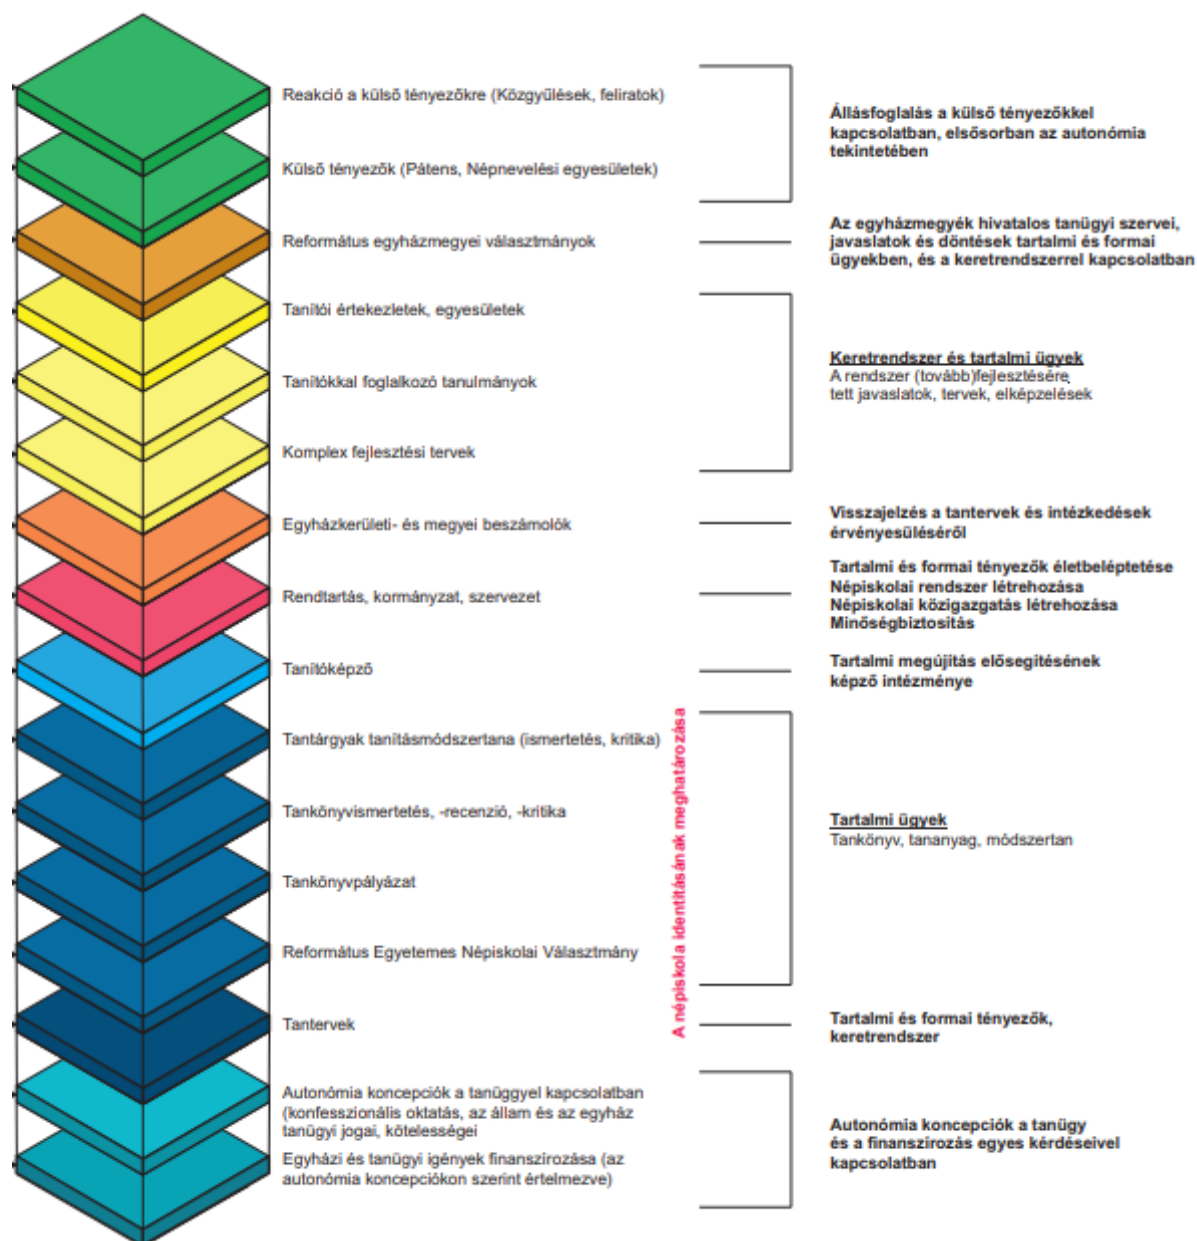 Reakció a külső tényezőkre (Közgyűlések, feliratok)
Állásfoglalás a külső tényezőkkel
kapcsolatban, elsősorban az autonómia
tekintetében
Külső tényezők (Pátens, Népnevelési egyesületek)
Református egyházmegyei választmányok
Az egyházmegyék hivatalos tanügyi szervei,
javaslatok és döntések tartalmi és formai
ügyekben, és a keretrendszerrel kapcsolatban
Tanítói értekezletek, egyesületek
Tanítókkal foglalkozó tanulmányok
Komplex fejlesztési tervek
Keretrendszer és tartalmi ügyek
A rendszer (tovább)fejlesztésére
tett javaslatok, tervek, elképzelések
Egyházkerületi- és megyei beszámolók
Visszajelzés a tantervek és intézkedések
érvényesüléséről
Rendtartás, kormányzat, szervezet
Tartalmi és formai tényezők életbeléptetése
Népiskolai rendszer létrehozása
Népiskolai közigazgatás létrehozása
Minőségbiztosítás
Tanítóképző
Tartalmi megújítás elősegítésének
képző intézménye
Tantárgyak tanításmódszertana (ismertetés, kritika)
Tankönyvismertetés, -recenzió, -kritika
Tankönyvpályázat
Református Egyetemes Népiskolai Választmány
A népiskola identitásának meghatározása
Tartalmi ügyek
Tankönyv, tananyag, módszertan
Tantervek
Tartalmi és formai tényezők,
keretrendszer
Autonómia koncepciók a tanüggyel kapcsolatban
(konfesszionális oktatás, az állam és az egyház
tanügyi jogai, kötelességei
Egyházi és tanügyi igények finanszírozása (az
autonómia koncepciókon szerint értelmezve)
Autonómia koncepciók a tanügy
és a finanszírozás egyes kérdéseivel
kapcsolatban